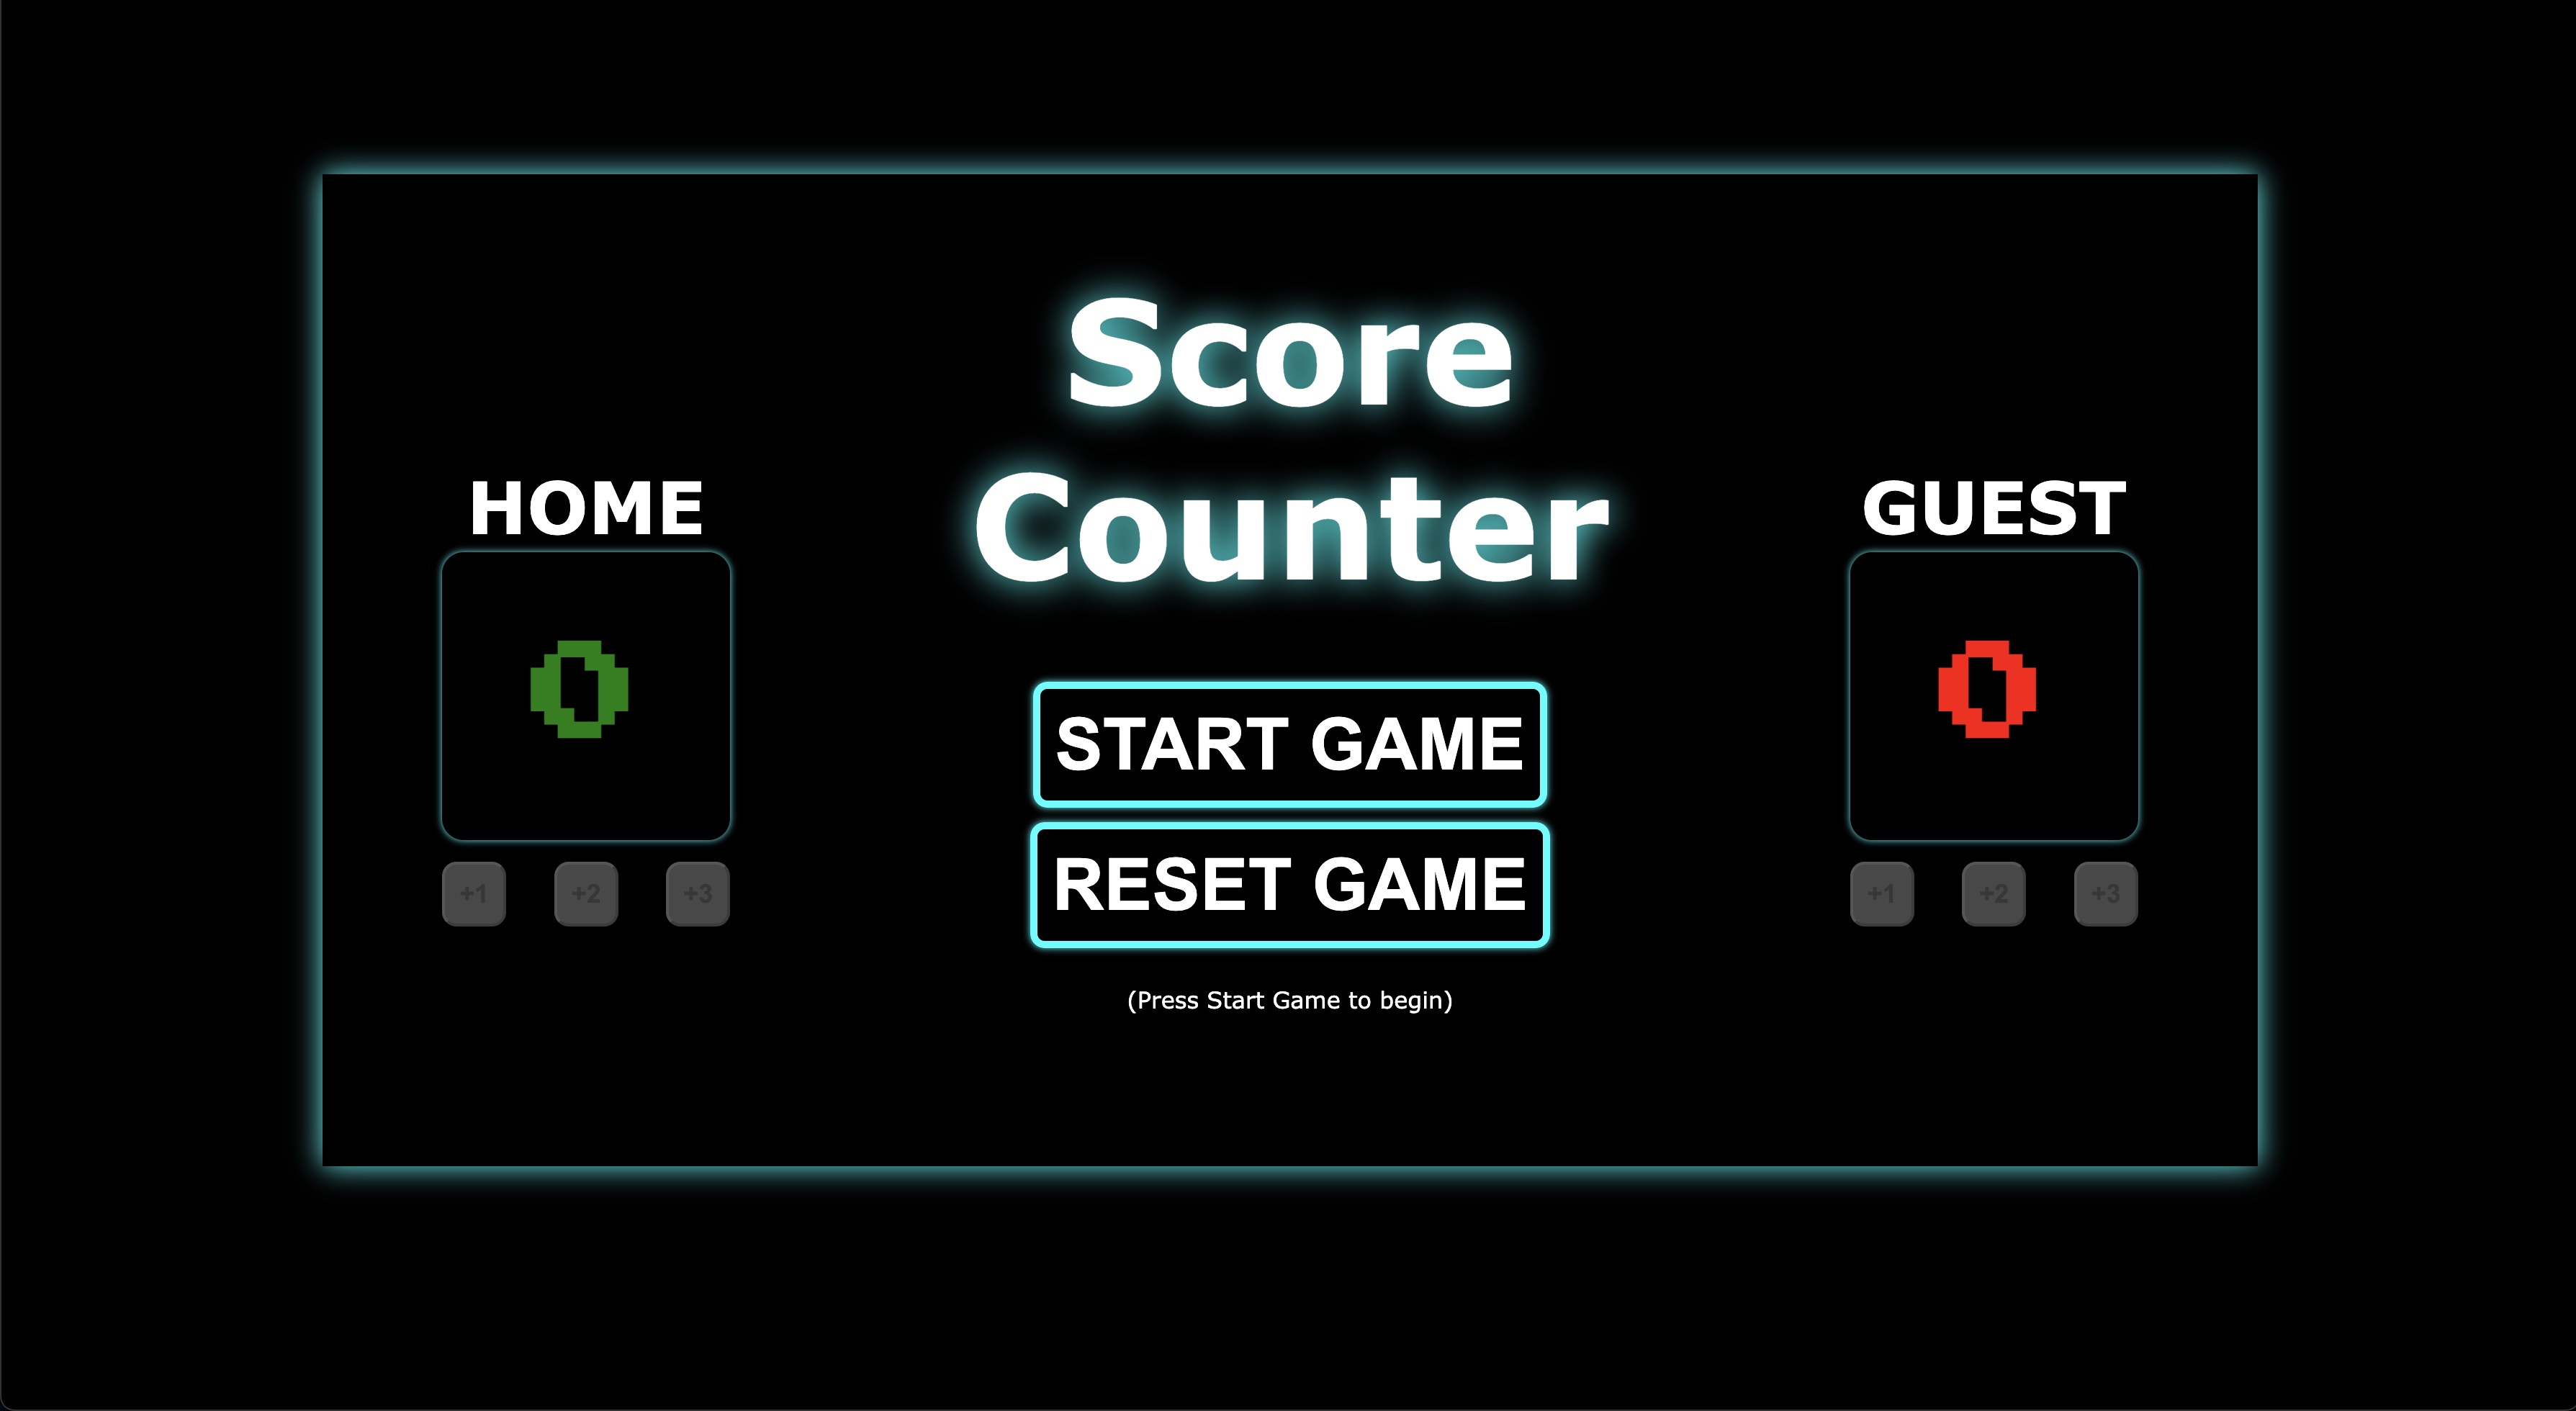 Score
Counter
HOME
0
+1 +2 +3
START GAME
RESET GAME
(Press Start Game to begin)
GUEST
0
+1 +2 +3